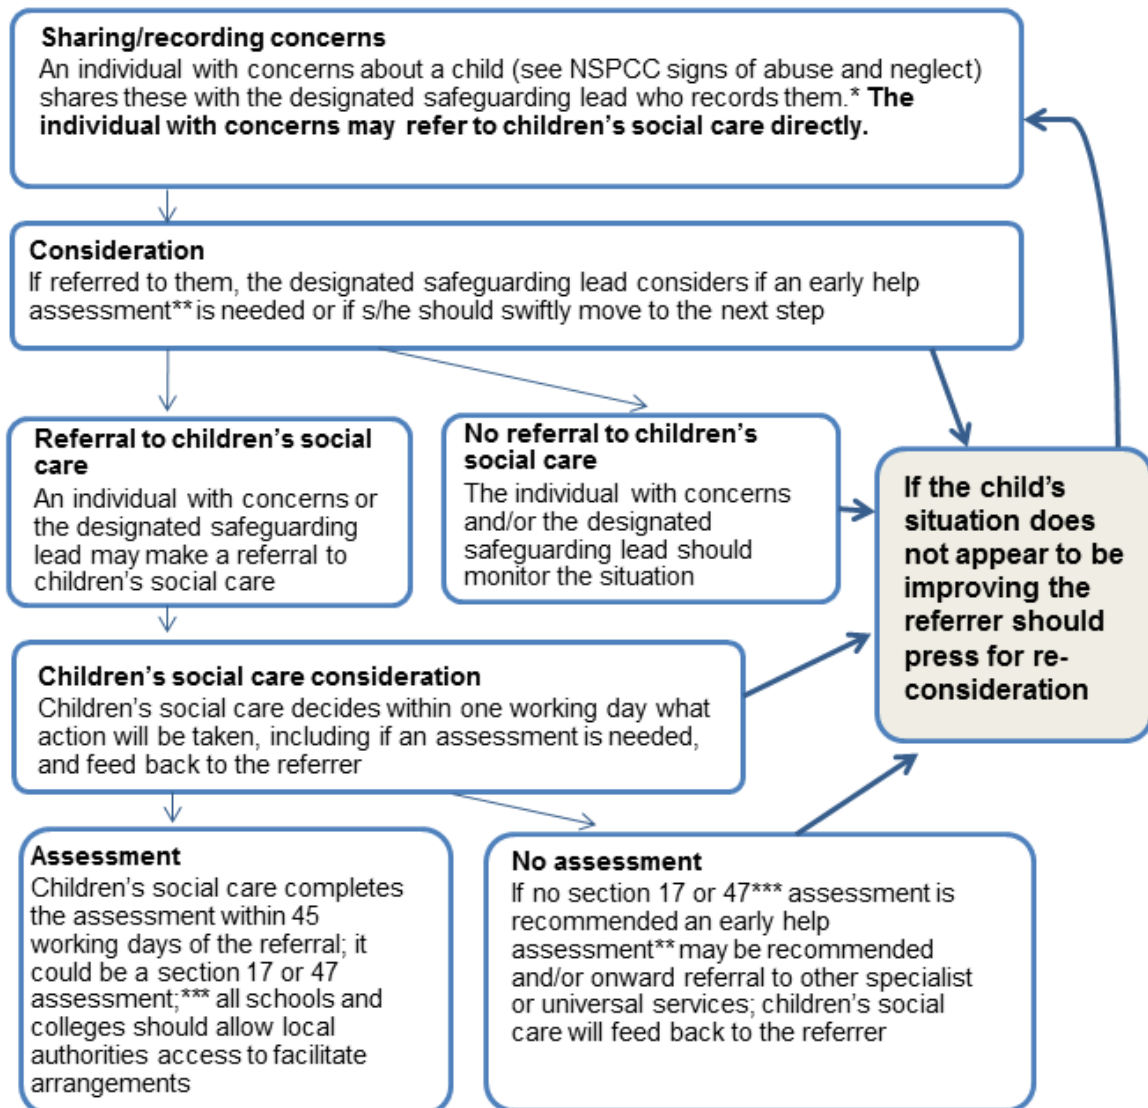 Sharing/recording concerns
An individual with concerns about a child (see NSPCC signs of abuse and neglect)
shares these with the designated safeguarding lead who records them.* The
individual with concerns may refer to children’s social care directly.
Consideration
If referred to them, the designated safeguarding lead considers if an early help
assessment** is needed or if s/he should swiftly move to the next step
Referral to children’s social
care
An individual with concerns or
the designated safeguarding
lead may make a referral to
children’s social care
No referral to children’s
social care
The individual with concerns
and/or the designated
safeguarding lead should
monitor the situation
If the child’s
situation does
not appear to be
improving the
referrer should
press for re-
consideration
Children’s social care consideration
Children’s social care decides within one working day what
action will be taken, including if an assessment is needed,
and feed back to the referrer
Assessment
Children’s social care completes
the assessment within 45
working days of the referral; it
could be a section 17 or 47
assessment;*** all schools and
colleges should allow local
authorities access to facilitate
arrangements
No assessment
If no section 17 or 47*** assessment is
recommended an early help
assessment** may be recommended
and/or onward referral to other specialist
or universal services; children’s social
care will feed back to the referrer